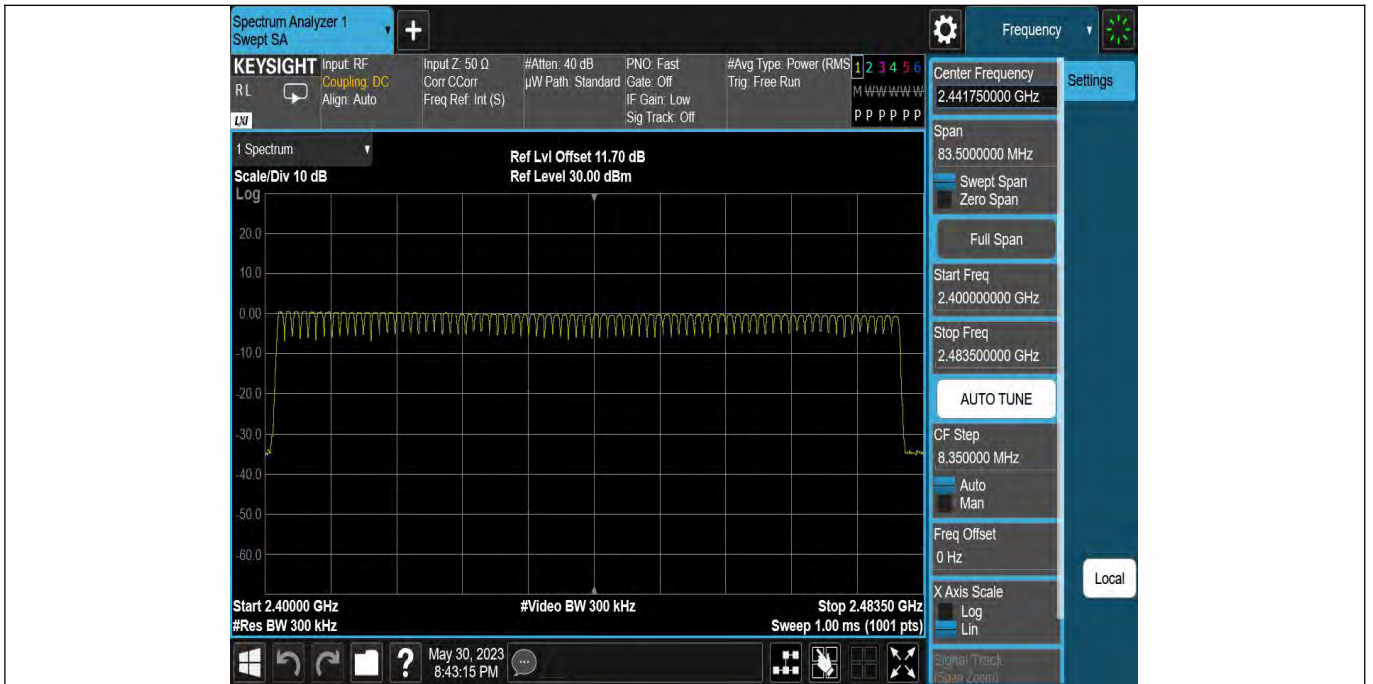 Spectrum Analyzer 1
Swept SA
+
Frequency
KEYSIGHT
R L
LXI
Input: RF
Coupling: DC
Align: Auto
Input Z: 50 Ω
Corr CCorr
Freq Ref: Int (S)
#Atten: 40 dB
µW Path: Standard
PNO: Fast
Gate: Off
IF Gain: Low
Sig Track: Off
#Avg Type: Power (RMS
Trig: Free Run
1 2 3 4 5 6
M W W W W W
P P P P P P
1 Spectrum
Scale/Div 10 dB
Ref Lvl Offset 11.70 dB
Ref Level 30.00 dBm
Log
20.0
10.0
0.00
-10.0
-20.0
-30.0
-40.0
-50.0
-60.0
Start 2.40000 GHz
#Res BW 300 kHz
#Video BW 300 kHz
Stop 2.48350 GHz
Sweep 1.00 ms (1001 pts)
Center Frequency
2.441750000 GHz
Settings
Span
83.5000000 MHz
Swept Span
Zero Span
Full Span
Start Freq
2.400000000 GHz
Stop Freq
2.483500000 GHz
AUTO TUNE
CF Step
8.350000 MHz
Auto
Man
Freq Offset
0 Hz
X Axis Scale
Log
Lin
Signal Track
(Span Zoom)
Local
?
May 30, 2023
8:43:15 PM